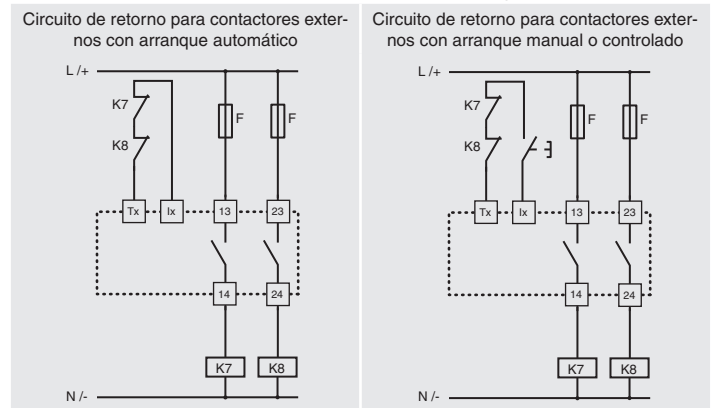 Circuito de retorno para contactores exter-
nos con arranque automático
L /+
K7
F
F
K8
Tx
Ix
13
23
14
24
K7
K8
N /-
Circuito de retorno para contactores exter-
nos con arranque manual o controlado
L /+
K7
F
F
K8
Tx
Ix
13
23
14
24
K7
K8
N /-